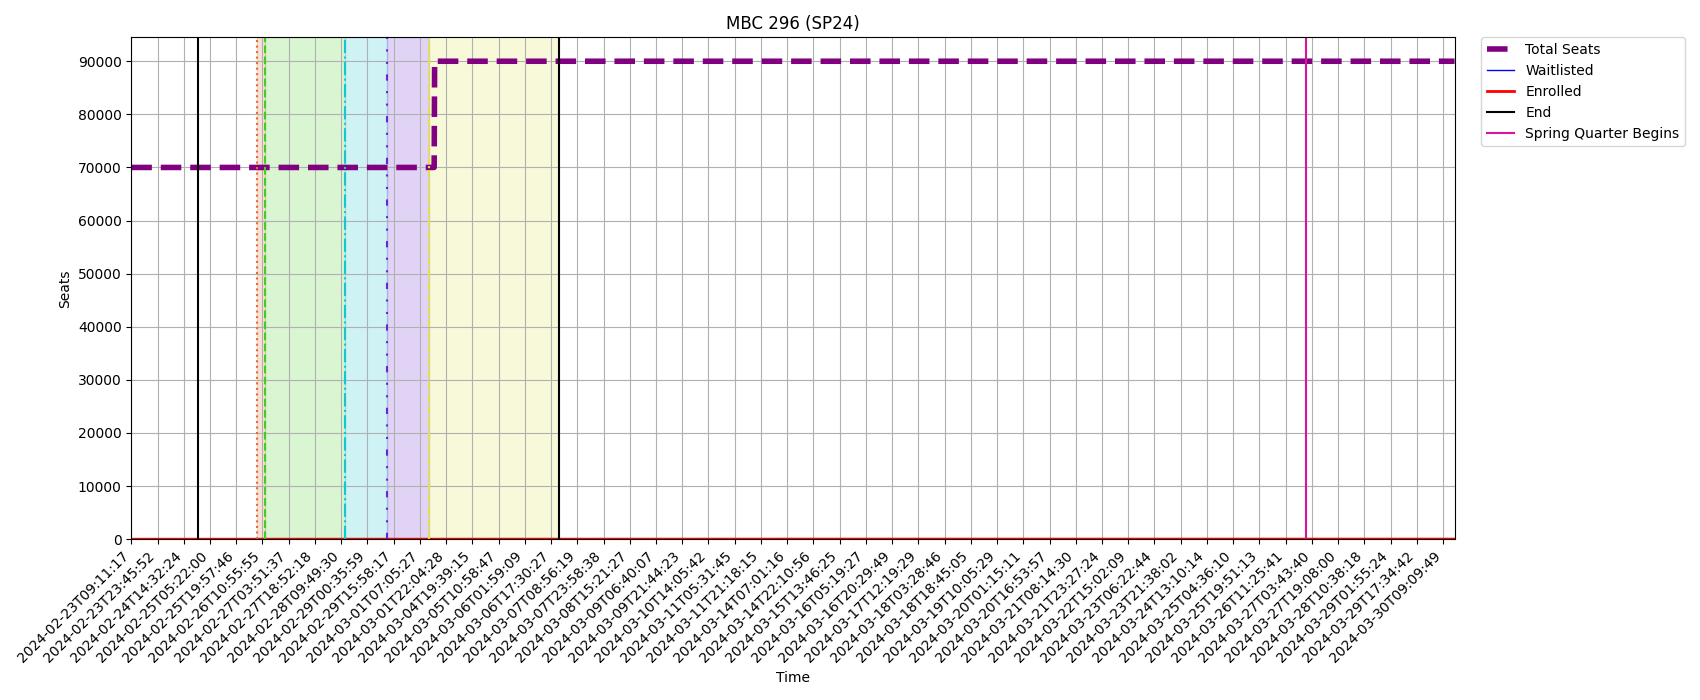 MBC 296 (SP24)
Total Seats
Waitlisted
Enrolled
End
Spring Quarter Begins
90000
80000
70000
60000
50000
40000
30000
20000
10000
0
Seats
2024-02-23T09:11:17
2024-02-23T23:45:52
2024-02-24T14:32:24
2024-02-25T05:22:00
2024-02-25T19:57:46
2024-02-26T10:55:55
2024-02-27T03:51:37
2024-02-27T18:52:18
2024-02-28T09:49:30
2024-02-29T00:35:59
2024-02-29T15:58:17
2024-03-01T07:05:27
2024-03-01T22:04:28
2024-03-04T19:39:15
2024-03-05T10:58:47
2024-03-06T01:59:09
2024-03-06T17:30:27
2024-03-07T08:56:19
2024-03-07T23:58:38
2024-03-08T15:21:27
2024-03-09T06:40:07
2024-03-09T21:44:23
2024-03-10T14:05:42
2024-03-11T05:31:45
2024-03-11T21:18:15
2024-03-14T07:01:16
2024-03-14T22:10:56
2024-03-15T13:46:25
2024-03-16T05:19:27
2024-03-16T20:29:49
2024-03-17T12:19:29
2024-03-18T03:28:46
2024-03-18T18:45:05
2024-03-19T10:05:29
2024-03-20T01:15:11
2024-03-20T16:53:57
2024-03-21T08:14:30
2024-03-21T23:27:24
2024-03-22T15:02:09
2024-03-23T06:22:44
2024-03-23T21:38:02
2024-03-24T13:10:14
2024-03-25T04:36:10
2024-03-25T19:51:13
2024-03-26T11:25:41
2024-03-27T03:43:40
2024-03-27T19:08:00
2024-03-28T10:38:18
2024-03-29T01:55:24
2024-03-29T17:34:42
2024-03-30T09:09:49
Time